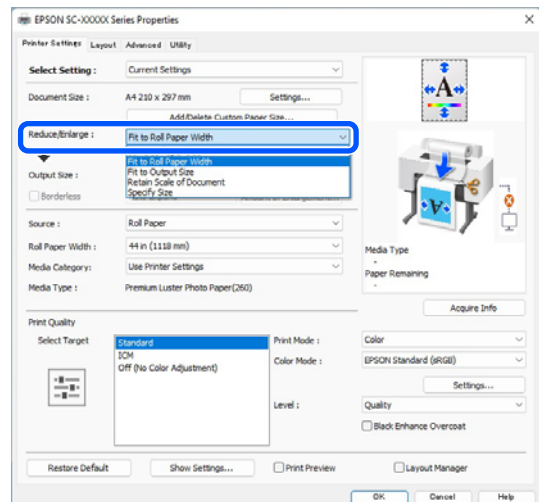 EPSON SC-XXXXX Series Properties
Printer Settings Layout Advanced Utility
Select Setting : Current Settings
Document Size : A4 210 x 297 mm Settings...
Add/Delete Custom Paper Size...
Reduce/Enlarge : Fit to Roll Paper Width
Fit to Roll Paper Width
Output Size : Fit to Output Size
Retain Scale of Document
Borderless Specify Size
Source : Roll Paper
Roll Paper Width : 44 in (1118 mm)
Media Category: Use Printer Settings
Media Type : Premium Luster Photo Paper(260)
A
A
Media Type
-
Paper Remaining
-
Acquire Info
Print Quality
Select Target Standard
ICM
Off (No Color Adjustment)
Print Mode : Color
Color Mode : EPSON Standard (sRGB)
Settings...
Level : Quality
Black Enhance Overcoat
Restore Default Show Settings... Print Preview Layout Manager
OK Cancel Help